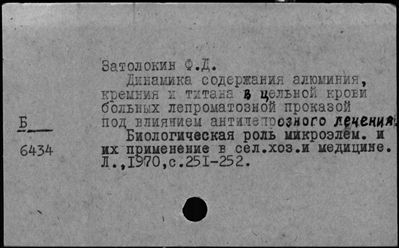 Затолокин Ф.Д.
Динамика содержания алюминия,
кремния и титана в цельной крови
больных лепроматозной проказой
под влиянием антилепрозного лечения.
Б
Биологическая роль микроэлем. и
6434
их применение в сел.хоз.и медицине.
Л.,1970,с.251-252.